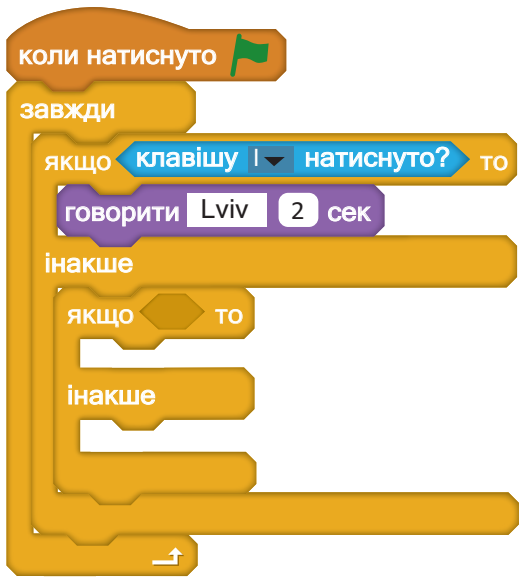 коли натиснуто
завжди
якщо клавішу l натиснуто? то
говорити Lviv 2 сек
інакше
якщо то
інакше